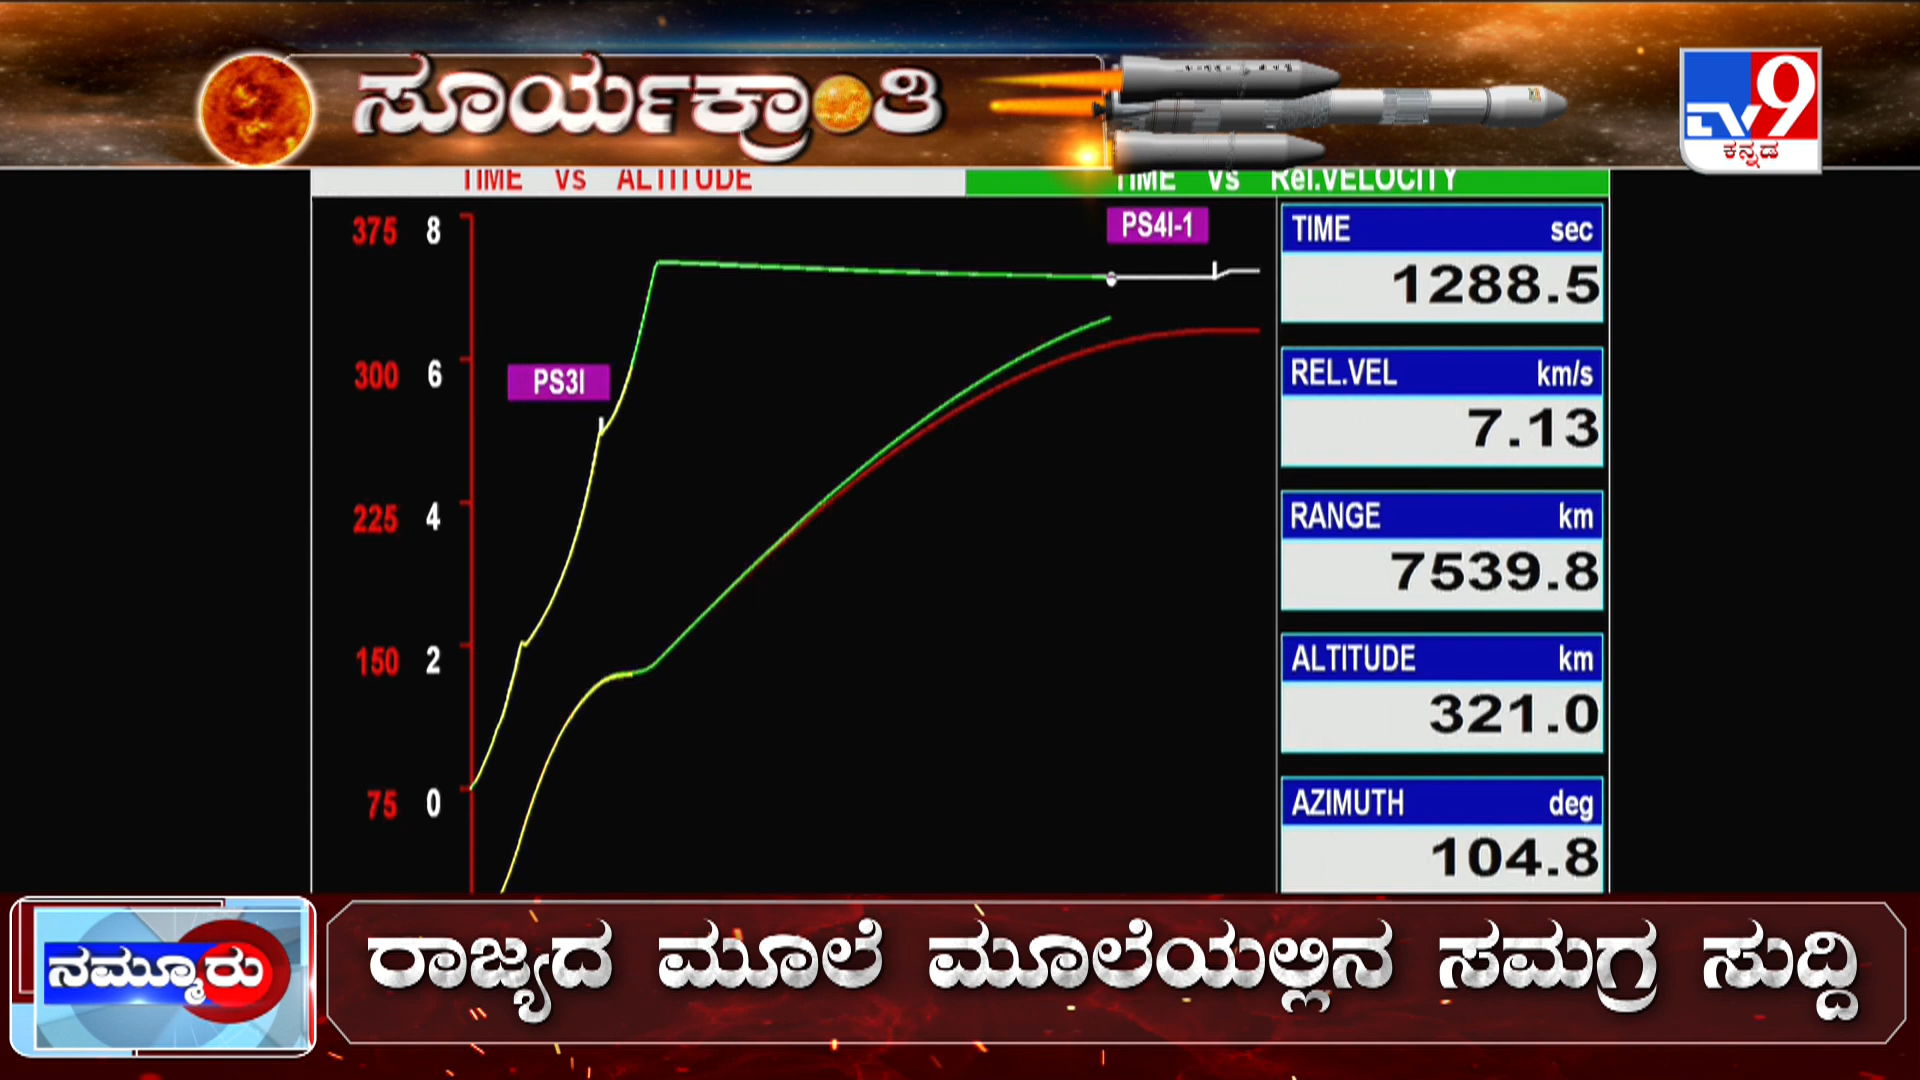 ಸೂರ್ಯಕ್ರಾಂತಿ
TV9
ಕನ್ನಡ
TIME Vs ALTITUDE
TIME Vs Rel.VELOCITY
375 8
300 6
225 4
150 2
75 0
PS3I
PS4I-1
TIME sec
1288.5
REL.VEL km/s
7.13
RANGE km
7539.8
ALTITUDE km
321.0
AZIMUTH deg
104.8
ನಮ್ಮೂರು
ರಾಜ್ಯದ ಮೂಲೆ ಮೂಲೆಯಲ್ಲಿನ ಸಮಗ್ರ ಸುದ್ದಿ